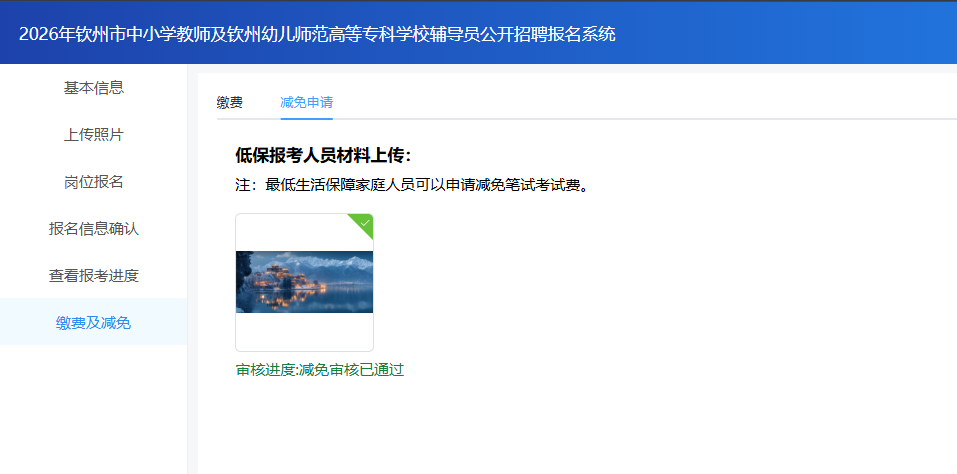 2026年钦州市中小学教师及钦州幼儿师范高等专科学校辅导员公开招聘报名系统
基本信息
上传照片
岗位报名
报名信息确认
查看报考进度
缴费及减免
缴费
减免申请
低保报考人员材料上传：
注：最低生活保障家庭人员可以申请减免笔试考试费。
审核进度:减免审核已通过